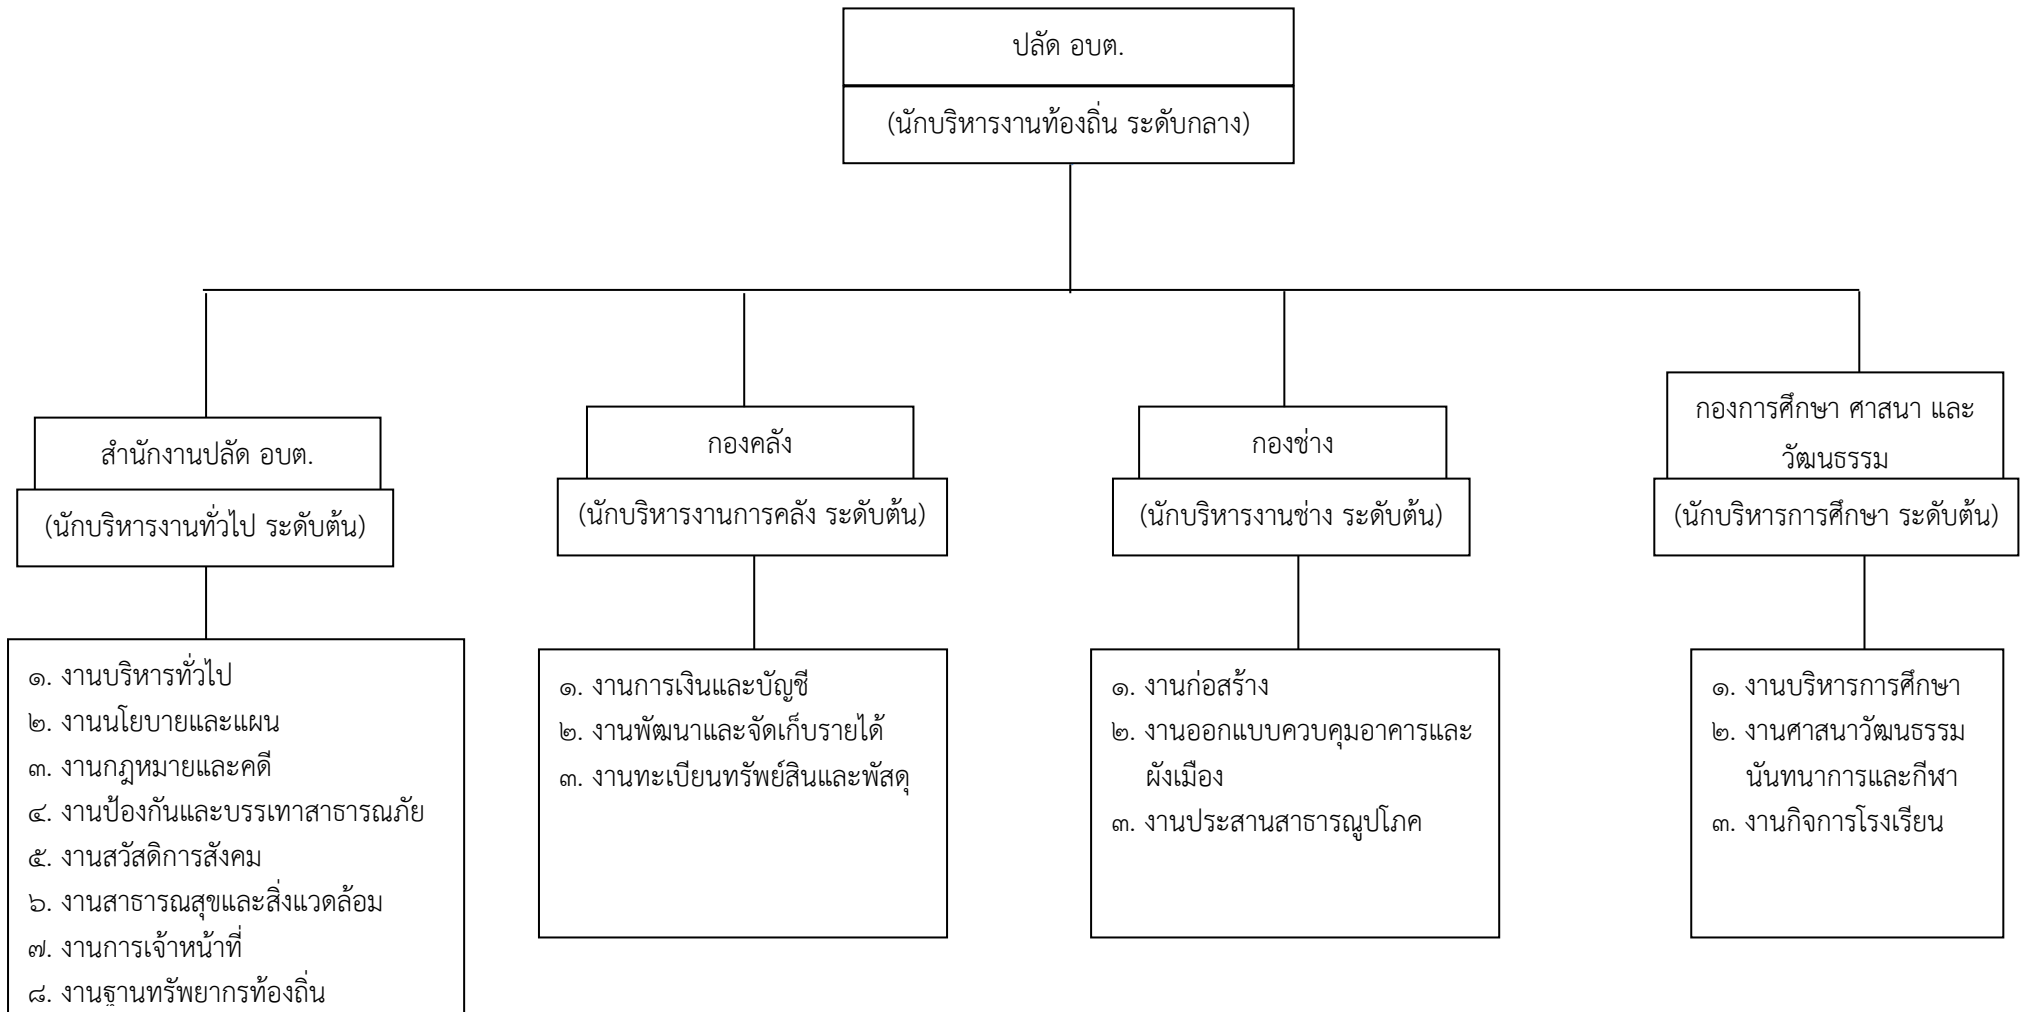 ปลัด อบต.
(นักบริหารงานท้องถิ่น ระดับกลาง)
สำนักงานปลัด อบต.
(นักบริหารงานทั่วไป ระดับต้น)
๑. งานบริหารทั่วไป
๒. งานนโยบายและแผน
๓. งานกฎหมายและคดี
๔. งานป้องกันและบรรเทาสาธารณภัย
๕. งานสวัสดิการสังคม
๖. งานสาธารณสุขและสิ่งแวดล้อม
๗. งานการเจ้าหน้าที่
๘. งานฐานทรัพยากรท้องถิ่น
กองคลัง
(นักบริหารงานการคลัง ระดับต้น)
๑. งานการเงินและบัญชี
๒. งานพัฒนาและจัดเก็บรายได้
๓. งานทะเบียนทรัพย์สินและพัสดุ
กองช่าง
(นักบริหารงานช่าง ระดับต้น)
๑. งานก่อสร้าง
๒. งานออกแบบควบคุมอาคารและ
ผังเมือง
๓. งานประสานสาธารณูปโภค
กองการศึกษา ศาสนา และ
วัฒนธรรม
(นักบริหารการศึกษา ระดับต้น)
๑. งานบริหารการศึกษา
๒. งานศาสนาวัฒนธรรม
นันทนาการและกีฬา
๓. งานกิจการโรงเรียน